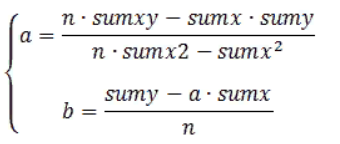 a = (n · sumxy − sumx · sumy) / (n · sumx2 − sumx²)
b = (sumy − a · sumx) / n